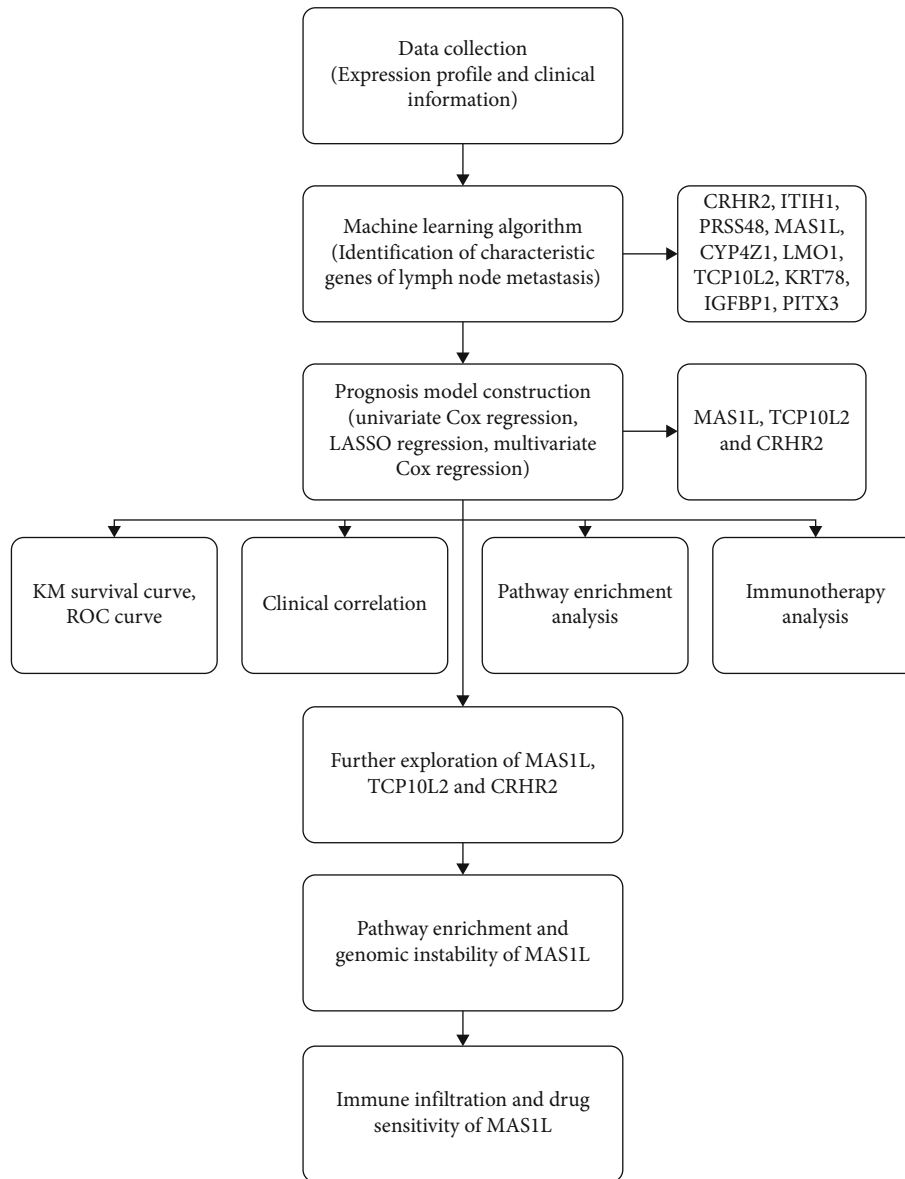 Data collection
(Expression profile and clinical
information)
Machine learning algorithm
(Identification of characteristic
genes of lymph node metastasis)
CRHR2, ITIH1,
PRSS48, MAS1L,
CYP4Z1, LMO1,
TCP10L2, KRT78,
IGFBP1, PITX3
Prognosis model construction
(univariate Cox regression,
LASSO regression, multivariate
Cox regression)
MAS1L, TCP10L2
and CRHR2
KM survival curve,
ROC curve
Clinical correlation
Pathway enrichment
analysis
Immunotherapy
analysis
Further exploration of MAS1L,
TCP10L2 and CRHR2
Pathway enrichment and
genomic instability of MAS1L
Immune infiltration and drug
sensitivity of MAS1L